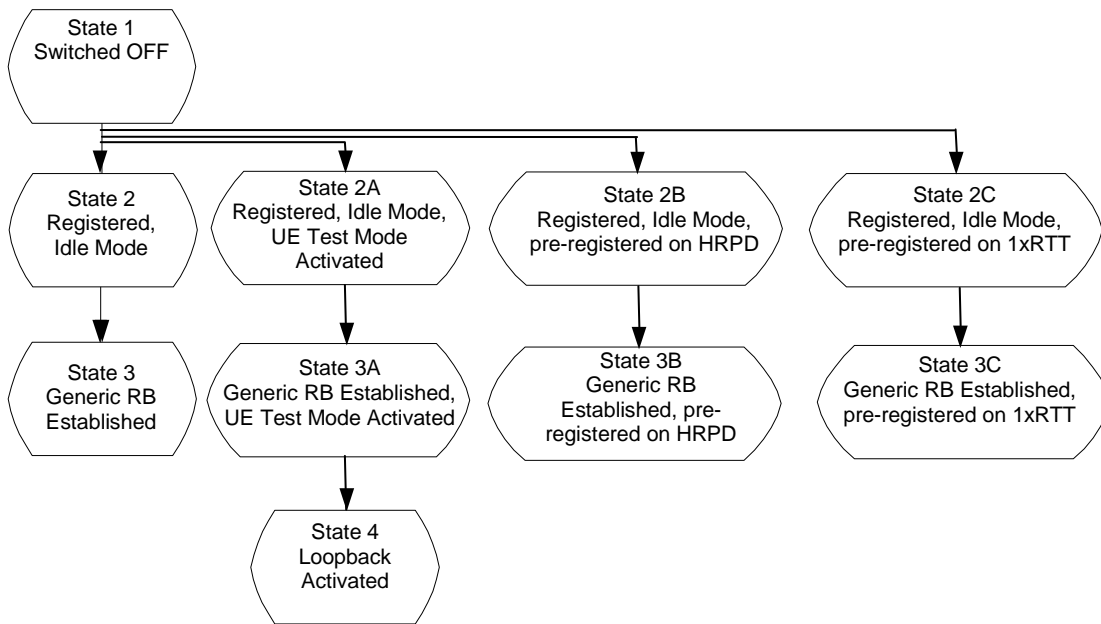 State 1
Switched OFF
State 2
Registered,
Idle Mode
State 2A
Registered, Idle Mode,
UE Test Mode
Activated
State 2B
Registered, Idle Mode,
pre-registered on HRPD
State 2C
Registered, Idle Mode,
pre-registered on 1xRTT
State 3
Generic RB
Established
State 3A
Generic RB Established,
UE Test Mode Activated
State 3B
Generic RB
Established, pre-
registered on HRPD
State 3C
Generic RB Established,
pre-registered on 1xRTT
State 4
Loopback
Activated